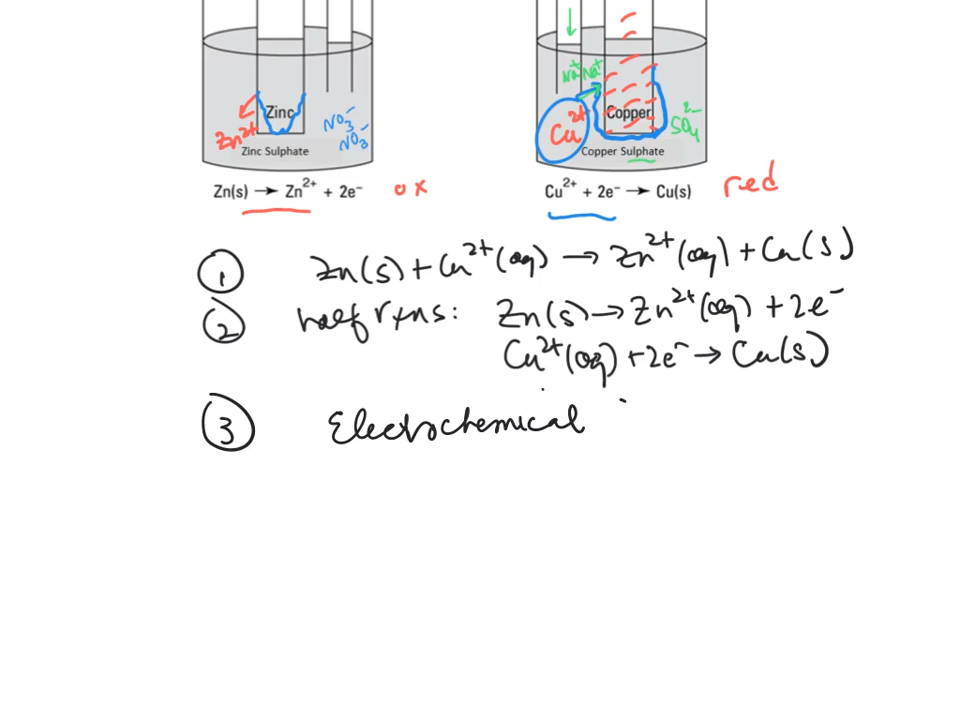 Na⁺ Na⁺
Zinc
Copper
Zn²⁺
NO₃⁻
NO₃⁻
Cu²⁺
SO₄²⁻
Zinc Sulphate
Copper Sulphate
Zn(s) → Zn²⁺ + 2e⁻ ox
Cu²⁺ + 2e⁻ → Cu(s) red
① Zn(s) + Cu²⁺(aq) → Zn²⁺(aq) + Cu(s)
② half rxns: Zn(s) → Zn²⁺(aq) + 2e⁻
Cu²⁺(aq) + 2e⁻ → Cu(s)
③ Electrochemical